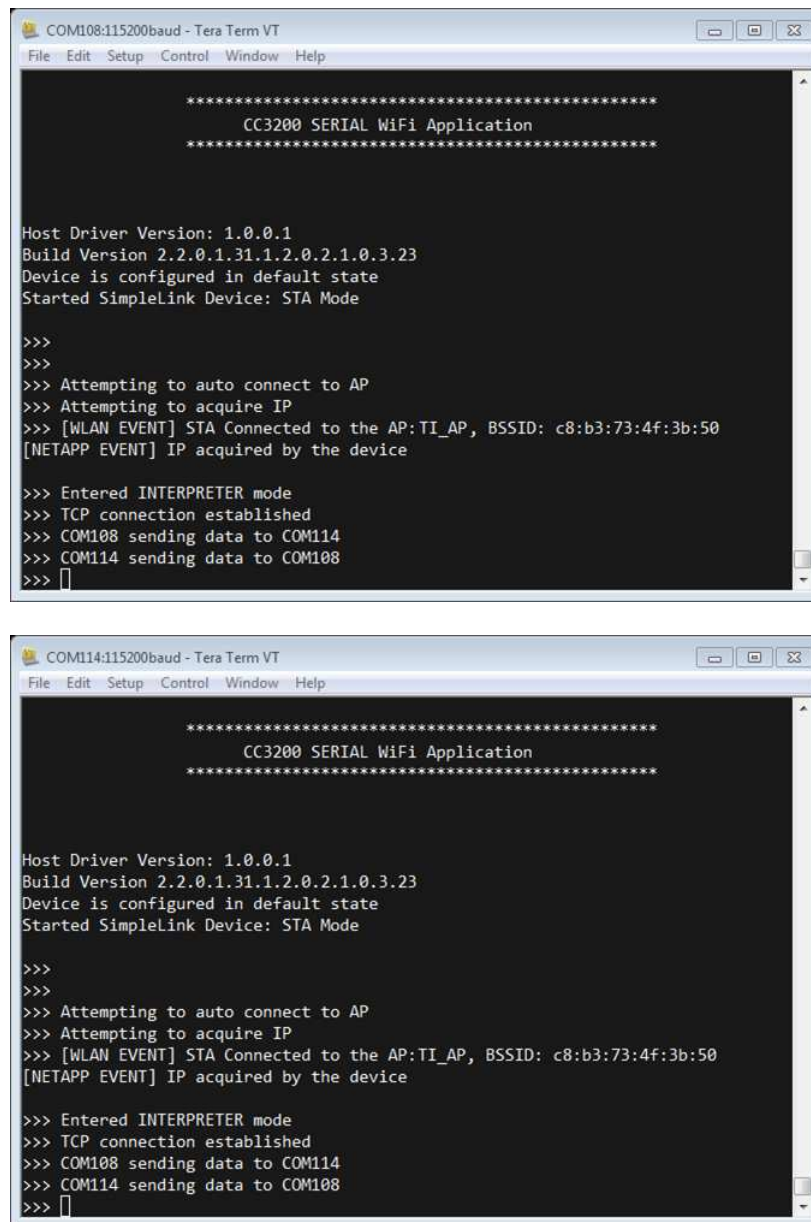 COM108:115200baud - Tera Term VT
File Edit Setup Control Window Help
*************************************************
CC3200 SERIAL WiFi Application
*************************************************
Host Driver Version: 1.0.0.1
Build Version 2.2.0.1.31.1.2.0.2.1.0.3.23
Device is configured in default state
Started SimpleLink Device: STA Mode
>>>
>>>
>>> Attempting to auto connect to AP
>>> Attempting to acquire IP
>>> [WLAN EVENT] STA Connected to the AP:TI_AP, BSSID: c8:b3:73:4f:3b:50
[NETAPP EVENT] IP acquired by the device
>>> Entered INTERPRETER mode
>>> TCP connection established
>>> COM108 sending data to COM114
>>> COM114 sending data to COM108
>>>
COM114:115200baud - Tera Term VT
File Edit Setup Control Window Help
*************************************************
CC3200 SERIAL WiFi Application
*************************************************
Host Driver Version: 1.0.0.1
Build Version 2.2.0.1.31.1.2.0.2.1.0.3.23
Device is configured in default state
Started SimpleLink Device: STA Mode
>>>
>>>
>>> Attempting to auto connect to AP
>>> Attempting to acquire IP
>>> [WLAN EVENT] STA Connected to the AP:TI_AP, BSSID: c8:b3:73:4f:3b:50
[NETAPP EVENT] IP acquired by the device
>>> Entered INTERPRETER mode
>>> TCP connection established
>>> COM108 sending data to COM114
>>> COM114 sending data to COM108
>>>